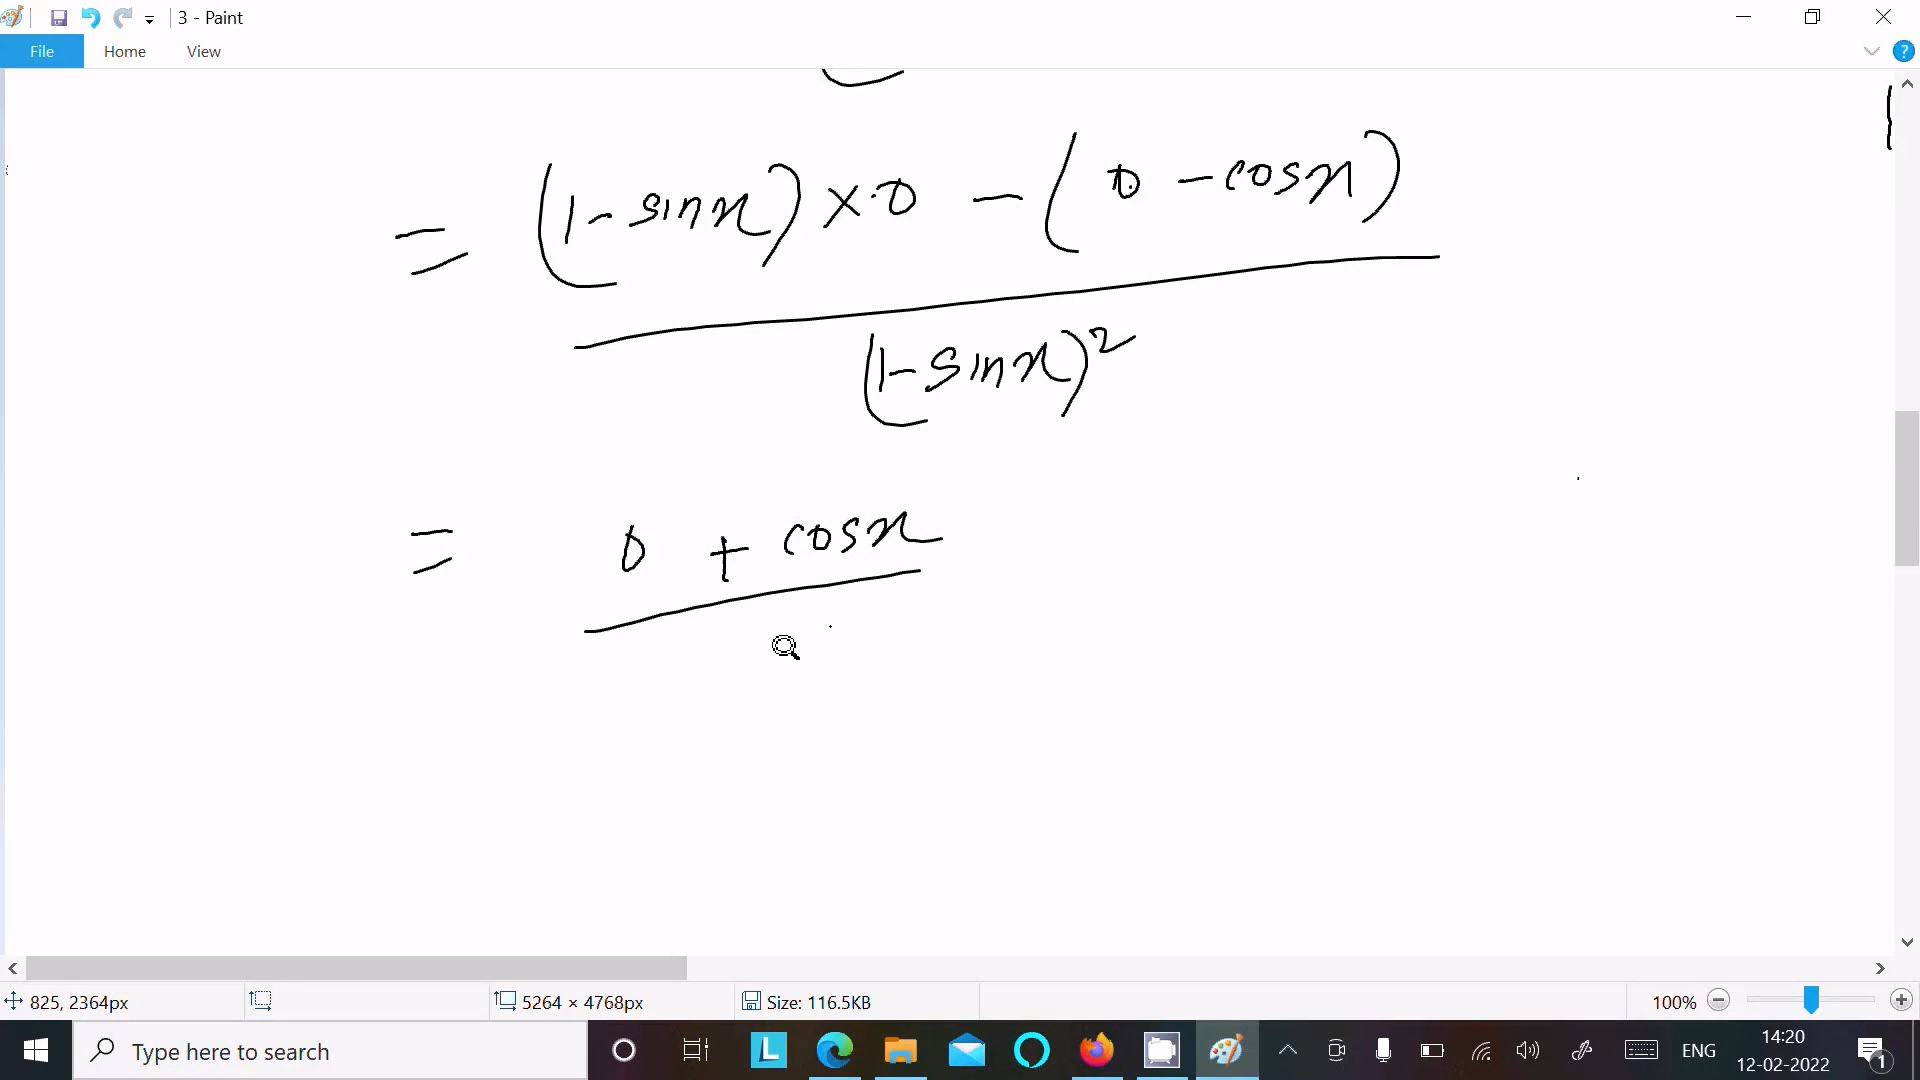 3 - Paint
File Home View
= (1-sinx)×0 - (0 - cosx)
(1-sinx)²
= 0 + cosx
825, 2364px 5264 × 4768px Size: 116.5KB 100%
Type here to search ENG 14:20
12-02-2022 1